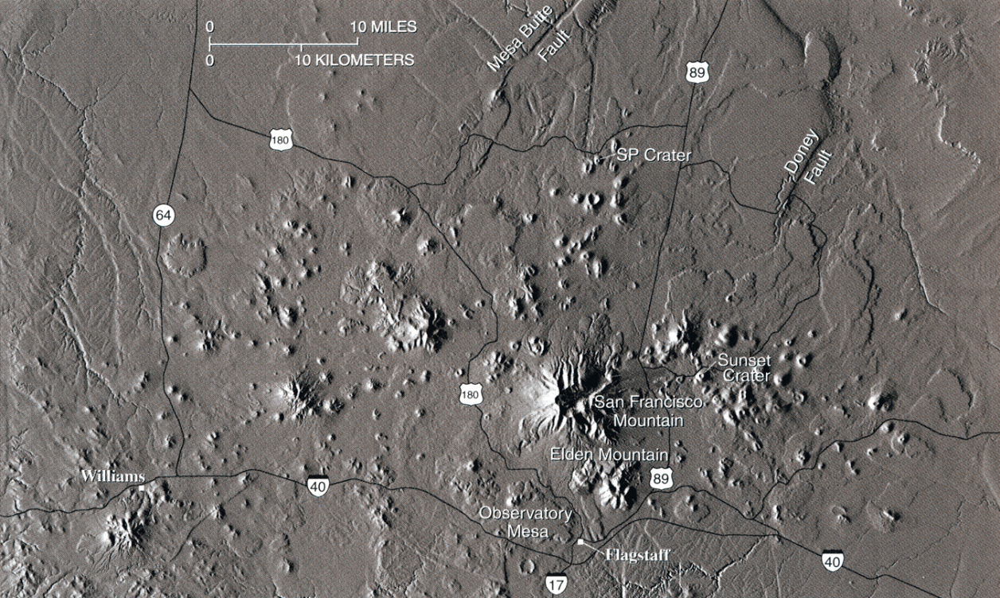 0 10 MILES
0 10 KILOMETERS
Mesa Butte
Fault
89
180
SP Crater
Doney
Fault
64
Sunset
Crater
180
San Francisco
Mountain
Elden Mountain
Williams
40
89
Observatory
Mesa
Flagstaff
40
17